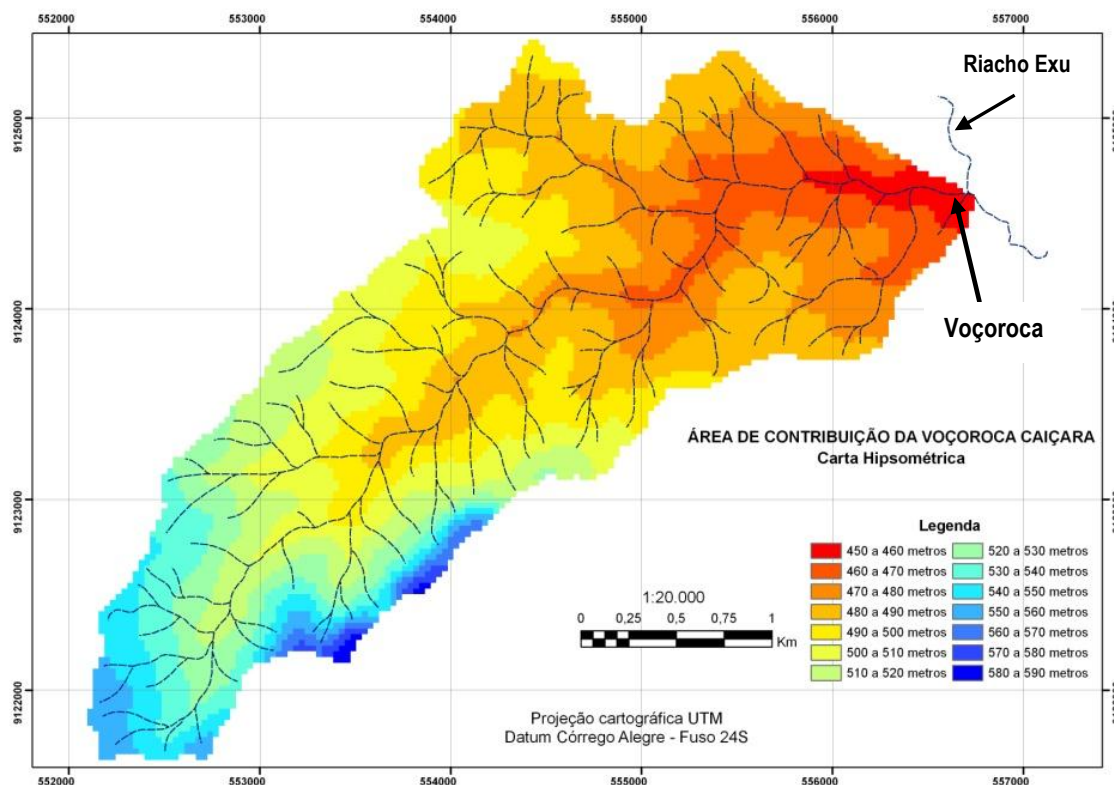 552000 553000 554000 555000 556000 557000
Riacho Exu
9125000
9124000
Voçoroca
ÁREA DE CONTRIBUIÇÃO DA VOÇOROCA CAIÇARA
Carta Hipsométrica
9123000
Legenda
450 a 460 metros 520 a 530 metros
460 a 470 metros 530 a 540 metros
470 a 480 metros 540 a 550 metros
480 a 490 metros 550 a 560 metros
490 a 500 metros 560 a 570 metros
500 a 510 metros 570 a 580 metros
510 a 520 metros 580 a 590 metros
1:20.000
0 0,25 0,5 0,75 1
Km
9122000
Projeção cartográfica UTM
Datum Córrego Alegre - Fuso 24S
552000 553000 554000 555000 556000 557000